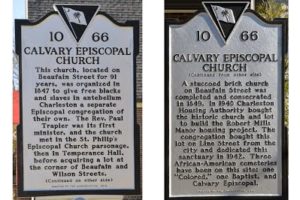 10 66
CALVARY EPISCOPAL
CHURCH
This church, located on
Beaufain Street for 91
years, was organized in
1847 to give free blacks
and slaves in antebellum
Charleston a separate
Episcopal congregation of
their own. The Rev. Paul
Trapier was its first
minister, and the church
met in the St. Philip's
Episcopal Church parsonage,
then in Temperance Hall,
before acquiring a lot at
the corner of Beaufain and
Wilson Streets.
(Continued on other side)
10 66
CALVARY EPISCOPAL
CHURCH
(Continued from other side)
A stuccoed brick church
on Beaufain Street was
completed and consecrated
in 1849. In 1940 Charleston
Housing Authority bought
the historic church and lot
to build the Robert Mills
Manor housing project. The
congregation bought this
lot on Line Street from the
city and dedicated this
sanctuary in 1942. Three
African-American cemeteries
have been on this site: one
"Colored," one Baptist, and
Calvary Episcopal.